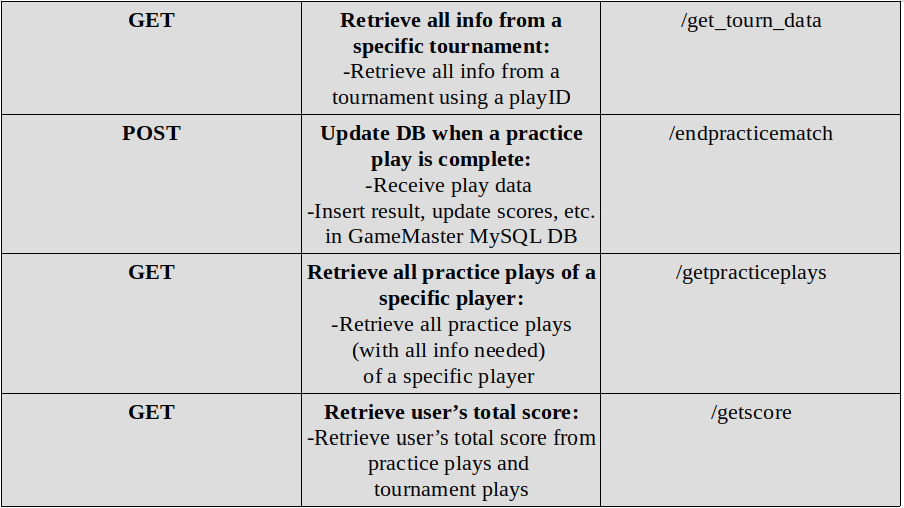 GET
Retrieve all info from a
specific tournament:
-Retrieve all info from a
tournament using a playID
/get_tourn_data
POST
Update DB when a practice
play is complete:
-Receive play data
-Insert result, update scores, etc.
in GameMaster MySQL DB
/endpracticematch
GET
Retrieve all practice plays of a
specific player:
-Retrieve all practice plays
(with all info needed)
of a specific player
/getpracticeplays
GET
Retrieve user’s total score:
-Retrieve user’s total score from
practice plays and
tournament plays
/getscore